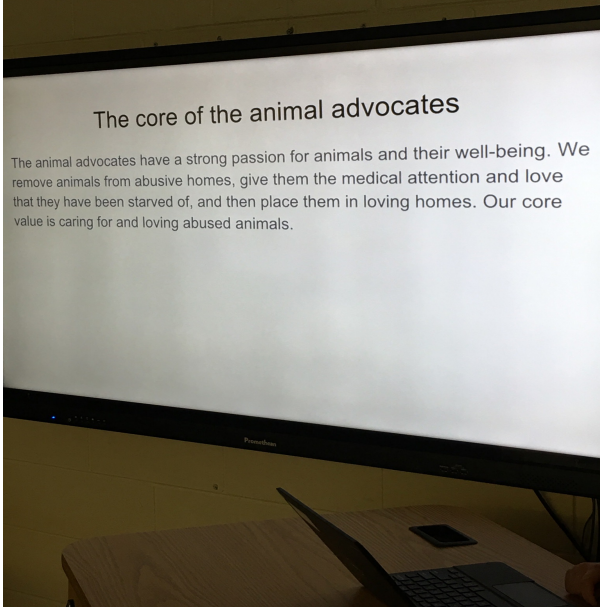 The core of the animal advocates
The animal advocates have a strong passion for animals and their well-being. We
remove animals from abusive homes, give them the medical attention and love
that they have been starved of, and then place them in loving homes. Our core
value is caring for and loving abused animals.
Promethean